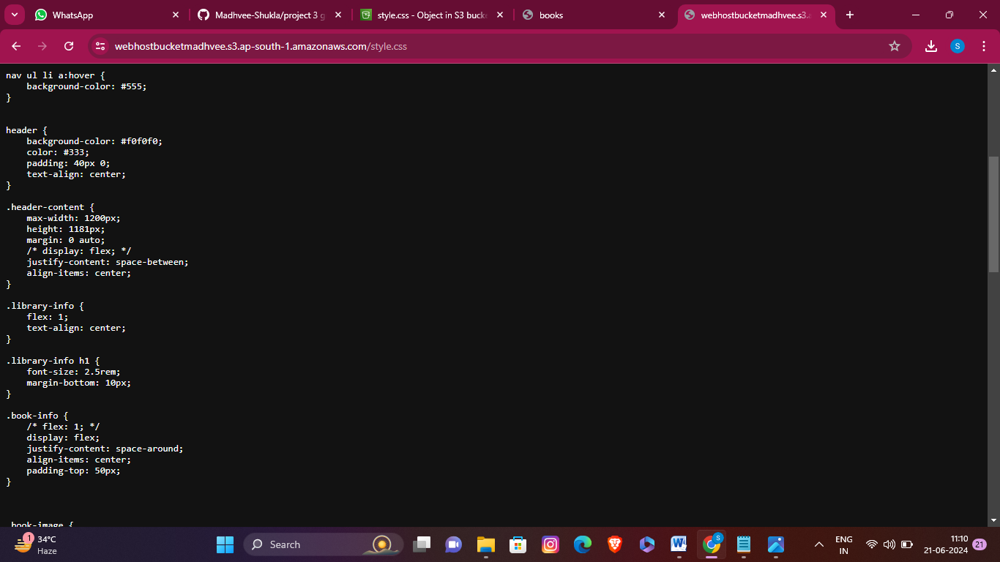 WhatsApp
Madhvee-Shukla/project 3 g
style.css - Object in S3 bucke
books
webhostbucketmadhvee.s3.a
webhostbucketmadhvee.s3.ap-south-1.amazonaws.com/style.css
S
nav ul li a:hover {
    background-color: #555;
}
header {
    background-color: #f0f0f0;
    color: #333;
    padding: 40px 0;
    text-align: center;
}
.header-content {
    max-width: 1200px;
    height: 1181px;
    margin: 0 auto;
    /* display: flex; */
    justify-content: space-between;
    align-items: center;
}
.library-info {
    flex: 1;
    text-align: center;
}
.library-info h1 {
    font-size: 2.5rem;
    margin-bottom: 10px;
}
.book-info {
    /* flex: 1; */
    display: flex;
    justify-content: space-around;
    align-items: center;
    padding-top: 50px;
}
.book-image {
1
34°C
Haze
Search
W
S
ENG
IN
11:10
21-06-2024
21